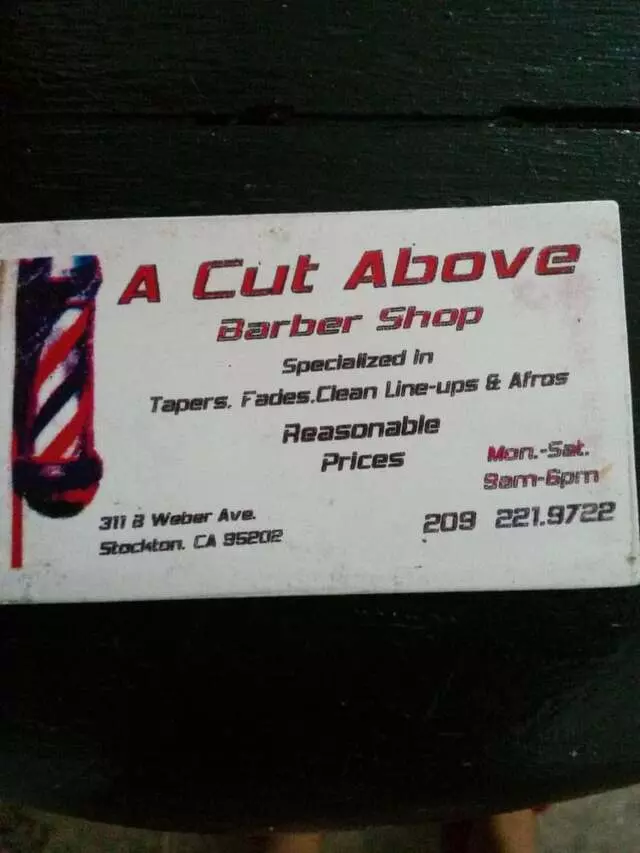 A Cut Above
Barber Shop
Specialized in
Tapers, Fades,Clean Line-ups & Afros
Reasonable
Prices
Mon.-Sat.
9am-6pm
311 B Weber Ave.
Stockton, CA 95202
209 221.9722